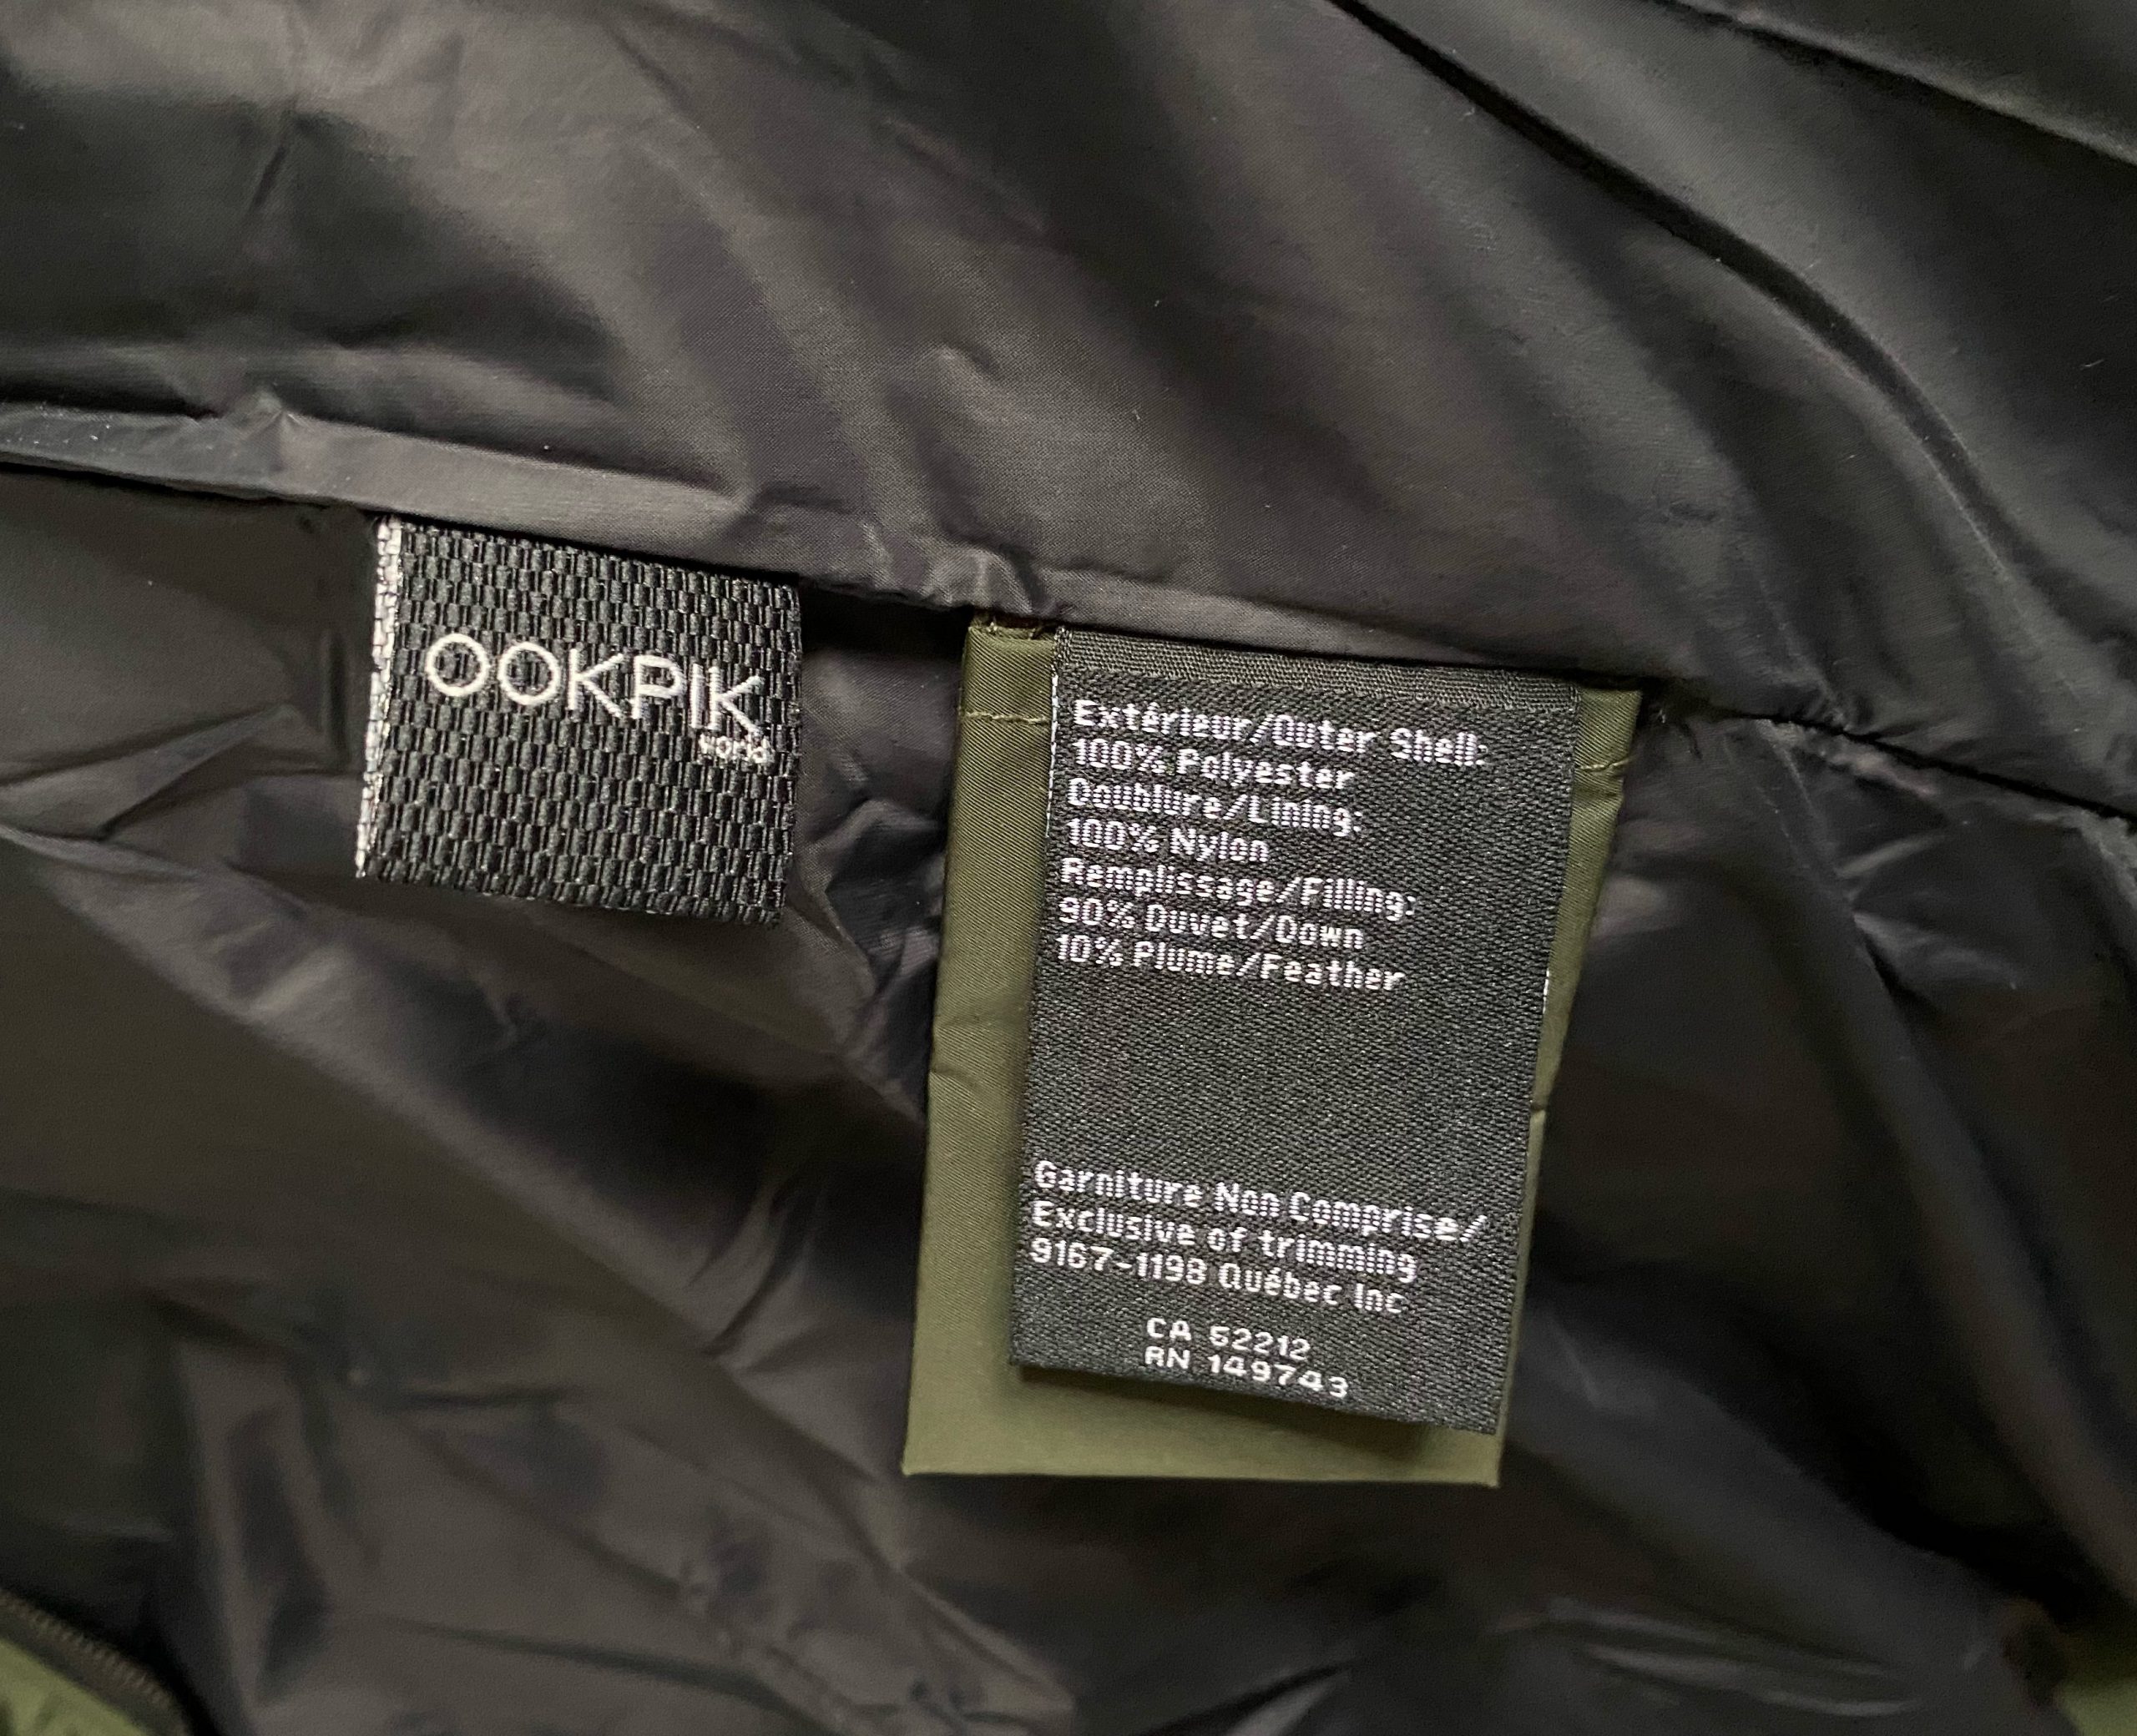 OOKPIK
world
Extérieur/Outer Shell:
100% Polyester
Doublure/Lining:
100% Nylon
Remplissage/Filling:
90% Duvet/Down
10% Plume/Feather
Garniture Non Comprise/
Exclusive of trimming
9167-1198 Québec Inc
CA 52212
RN 149743